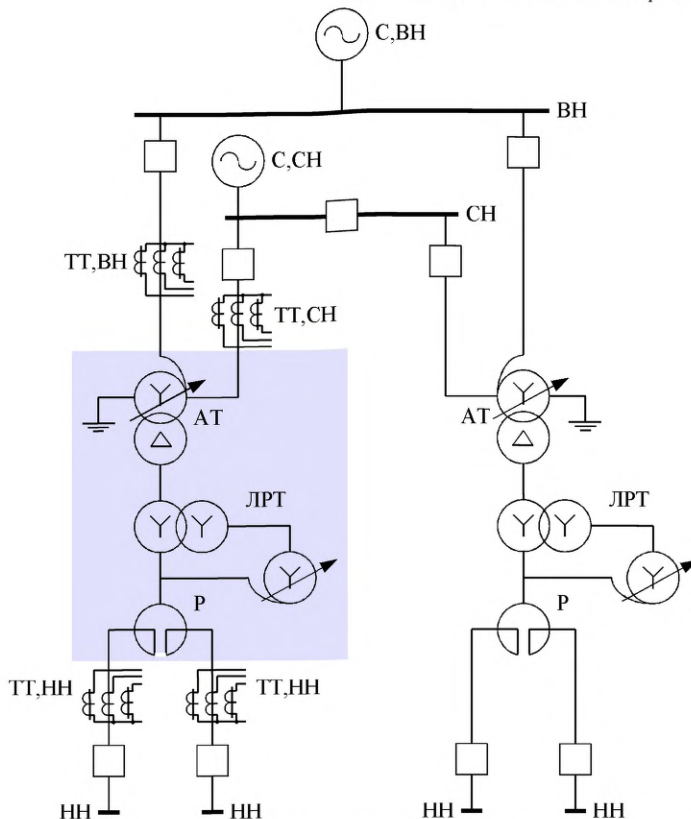 С,ВН
ВН
С,СН
СН
ТТ,ВН
ТТ,СН
АТ
АТ
ЛРТ
ЛРТ
Р
Р
ТТ,НН
ТТ,НН
НН
НН
НН
НН